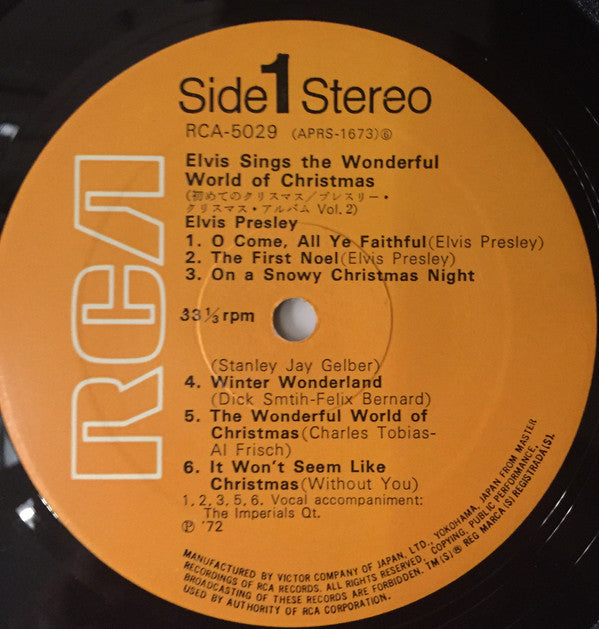 Side 1 Stereo
RCA-5029 (APRS-1673)⑥
Elvis Sings the Wonderful
World of Christmas
(初めてのクリスマス/プレスリー・
クリスマス・アルバム Vol.2)
Elvis Presley
1. O Come, All Ye Faithful(Elvis Presley)
2. The First Noel(Elvis Presley)
3. On a Snowy Christmas Night
33⅓ rpm
(Stanley Jay Gelber)
4. Winter Wonderland
(Dick Smtih-Felix Bernard)
5. The Wonderful World of
Christmas(Charles Tobias-
Al Frisch)
6. It Won't Seem Like
Christmas(Without You)
1, 2, 3, 5, 6. Vocal accompaniment:
The Imperials Qt.
Ⓟ '72
RCA
MANUFACTURED BY VICTOR COMPANY OF JAPAN, LTD., YOKOHAMA, JAPAN FROM MASTER
RECORDINGS OF RCA RECORDS. ALL RIGHTS RESERVED, COPYING, PUBLIC PERFORMANCE,
BROADCASTING OF THESE RECORDS ARE FORBIDDEN. TM(S)® REG MARCA(S) REGISTRADA(S).
USED BY AUTHORITY OF RCA CORPORATION.